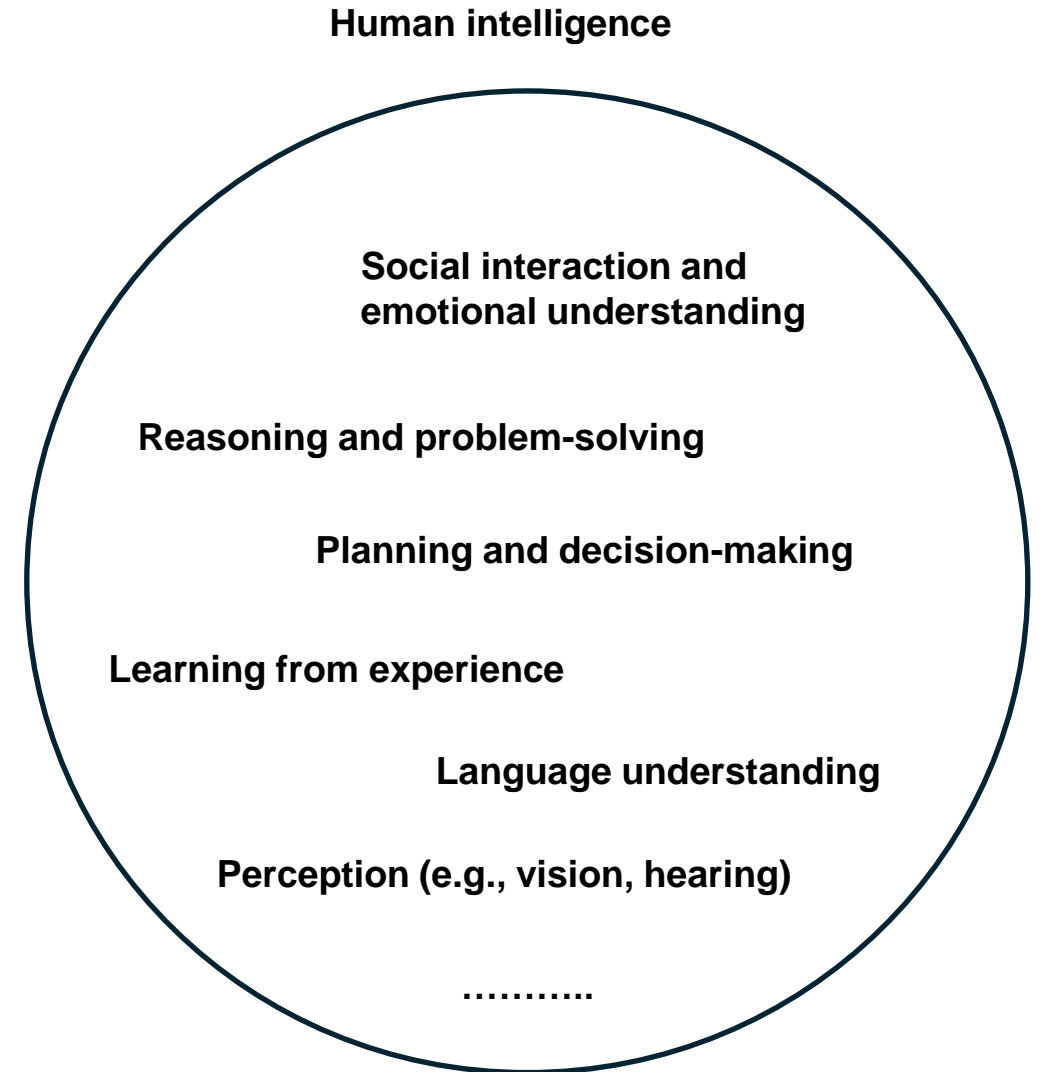 Human intelligence
Social interaction and
emotional understanding
Reasoning and problem-solving
Planning and decision-making
Learning from experience
Language understanding
Perception (e.g., vision, hearing)
………..